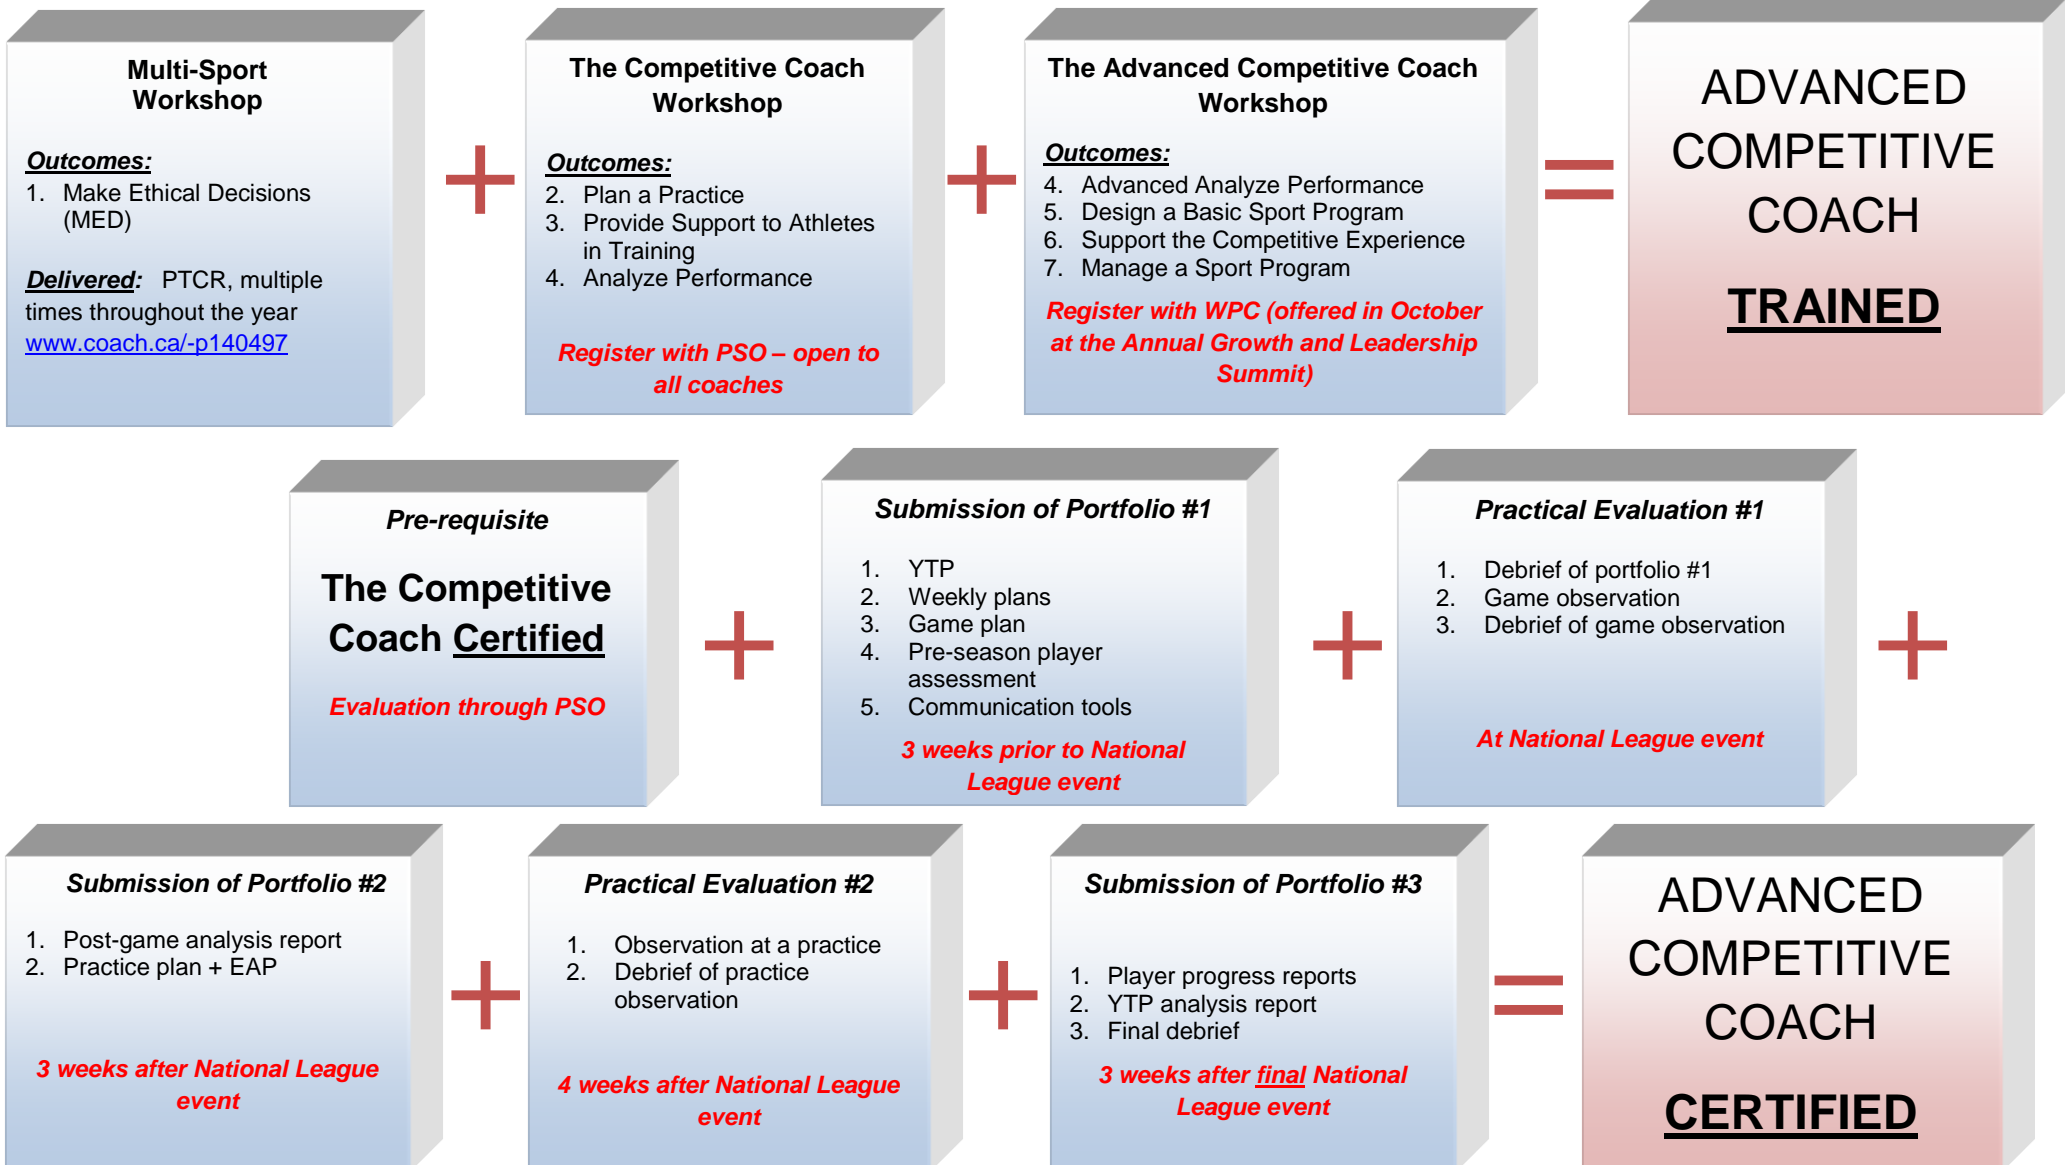 Multi-Sport
Workshop
Outcomes:
1. Make Ethical Decisions
(MED)
Delivered: PTCR, multiple
times throughout the year
www.coach.ca/-p140497
+
The Competitive Coach
Workshop
Outcomes:
2. Plan a Practice
3. Provide Support to Athletes
in Training
4. Analyze Performance
Register with PSO – open to
all coaches
+
The Advanced Competitive Coach
Workshop
Outcomes:
4. Advanced Analyze Performance
5. Design a Basic Sport Program
6. Support the Competitive Experience
7. Manage a Sport Program
Register with WPC (offered in October
at the Annual Growth and Leadership
Summit)
=
ADVANCED
COMPETITIVE
COACH
TRAINED
Pre-requisite
The Competitive
Coach Certified
Evaluation through PSO
+
Submission of Portfolio #1
1. YTP
2. Weekly plans
3. Game plan
4. Pre-season player
assessment
5. Communication tools
3 weeks prior to National
League event
+
Practical Evaluation #1
1. Debrief of portfolio #1
2. Game observation
3. Debrief of game observation
At National League event
+
Submission of Portfolio #2
1. Post-game analysis report
2. Practice plan + EAP
3 weeks after National League
event
+
Practical Evaluation #2
1. Observation at a practice
2. Debrief of practice
observation
4 weeks after National League
event
+
Submission of Portfolio #3
1. Player progress reports
2. YTP analysis report
3. Final debrief
3 weeks after final National
League event
=
ADVANCED
COMPETITIVE
COACH
CERTIFIED